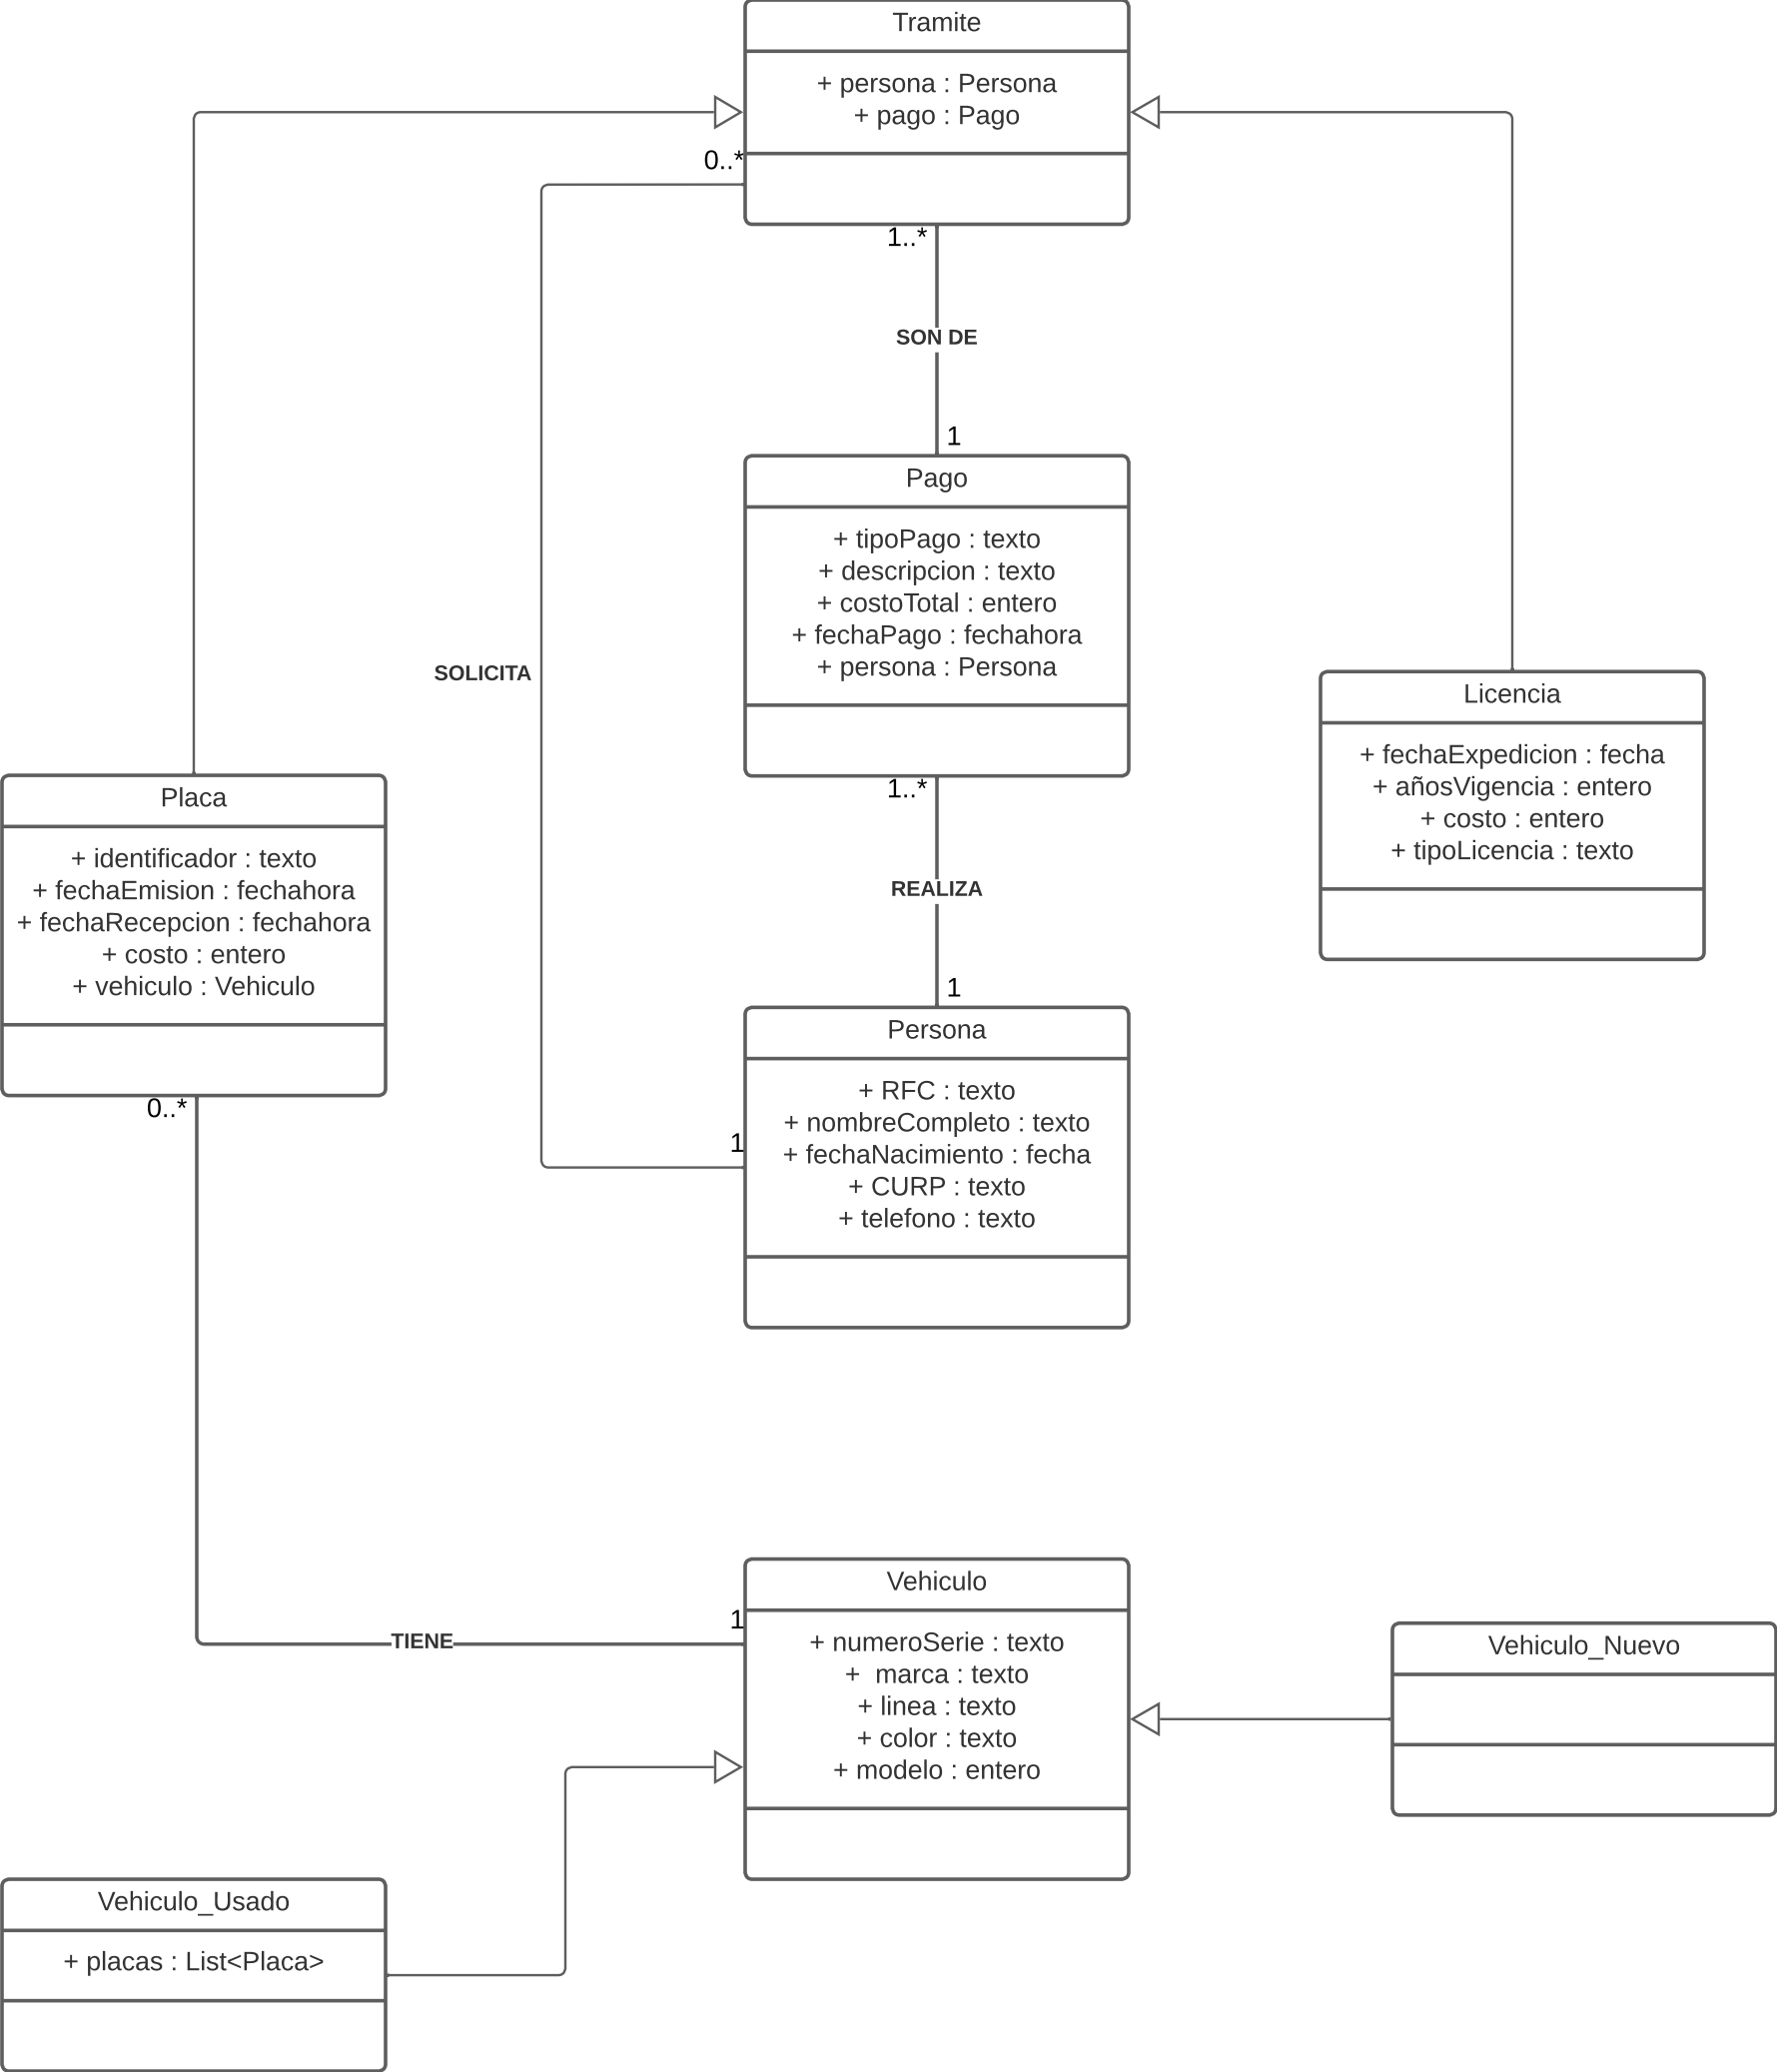 Tramite
+ persona : Persona
+ pago : Pago
0..*
1..*
SON DE
1
Pago
+ tipoPago : texto
+ descripcion : texto
+ costoTotal : entero
+ fechaPago : fechahora
+ persona : Persona
SOLICITA
Licencia
+ fechaExpedicion : fecha
+ añosVigencia : entero
+ costo : entero
+ tipoLicencia : texto
Placa
+ identificador : texto
+ fechaEmision : fechahora
+ fechaRecepcion : fechahora
+ costo : entero
+ vehiculo : Vehiculo
0..*
1..*
REALIZA
1
Persona
+ RFC : texto
+ nombreCompleto : texto
+ fechaNacimiento : fecha
+ CURP : texto
+ telefono : texto
1
Vehiculo
+ numeroSerie : texto
+  marca : texto
+ linea : texto
+ color : texto
+ modelo : entero
1
TIENE
Vehiculo_Nuevo
Vehiculo_Usado
+ placas : List<Placa>